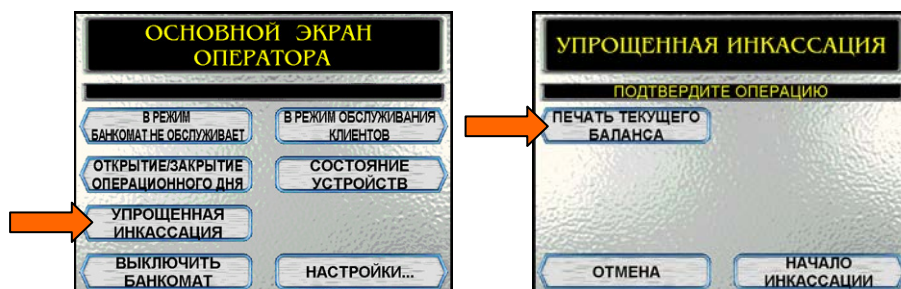 ОСНОВНОЙ ЭКРАН
ОПЕРАТОРА
В РЕЖИМ
БАНКОМАТ НЕ ОБСЛУЖИВАЕТ
В РЕЖИМ ОБСЛУЖИВАНИЯ
КЛИЕНТОВ
ОТКРЫТИЕ/ЗАКРЫТИЕ
ОПЕРАЦИОННОГО ДНЯ
СОСТОЯНИЕ
УСТРОЙСТВ
УПРОЩЕННАЯ
ИНКАССАЦИЯ
ВЫКЛЮЧИТЬ
БАНКОМАТ
НАСТРОЙКИ...
УПРОЩЕННАЯ ИНКАССАЦИЯ
ПОДТВЕРДИТЕ ОПЕРАЦИЮ
ПЕЧАТЬ ТЕКУЩЕГО
БАЛАНСА
ОТМЕНА
НАЧАЛО
ИНКАССАЦИИ